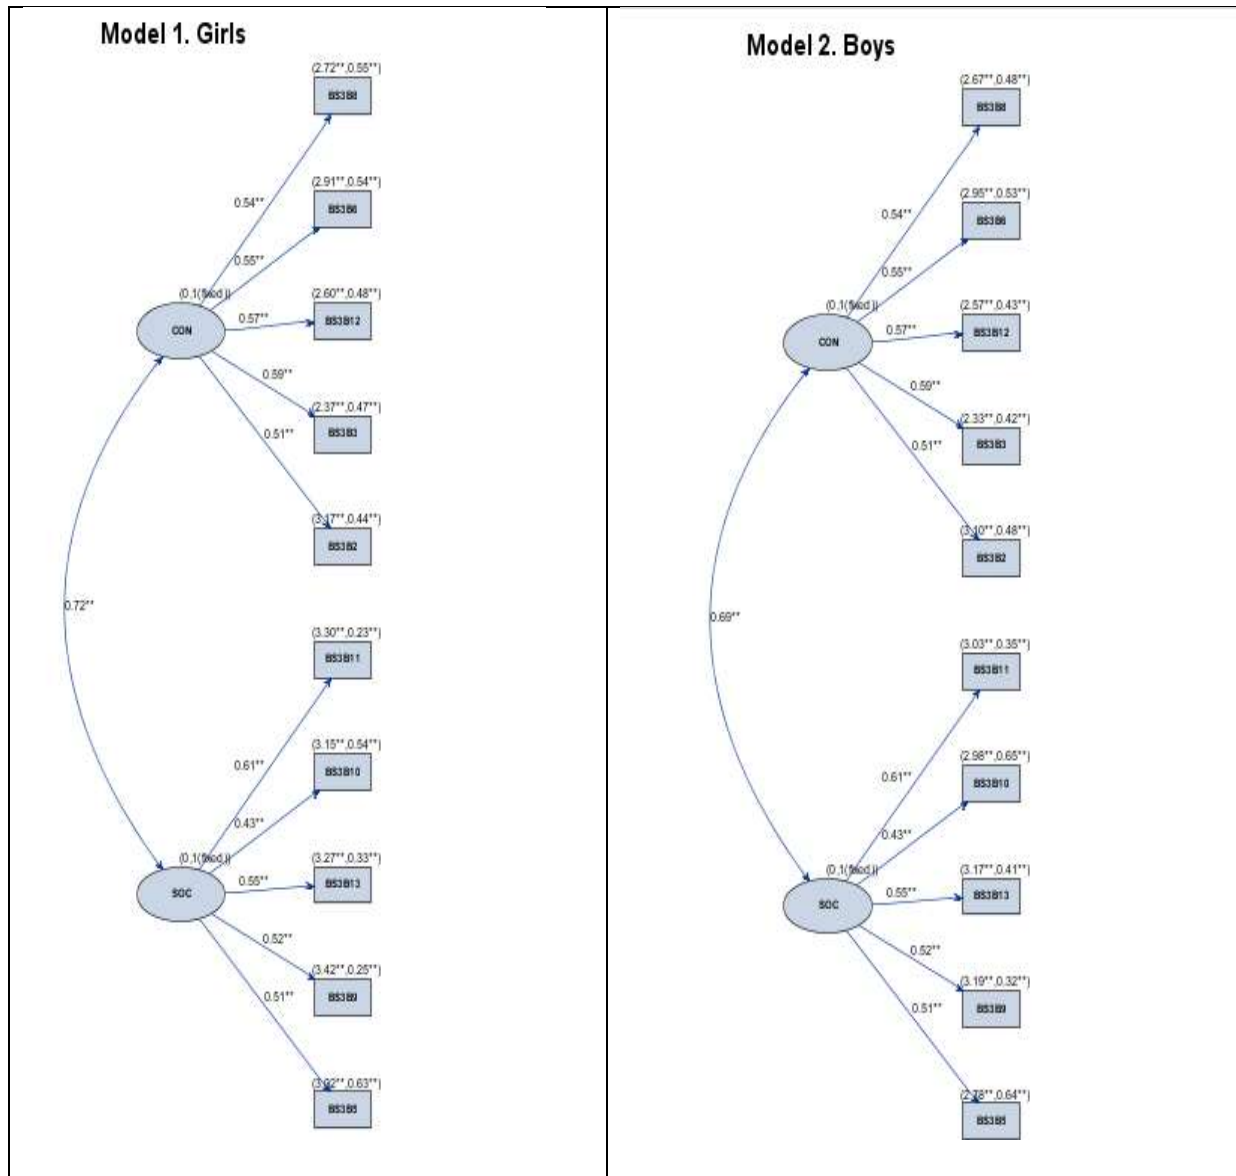 Model 1. Girls
(2.72**,0.55**)
BS3B8
0.54**
(2.91**,0.54**)
BS3B6
0.55**
(0,1(fixed))
(2.60**,0.48**)
BS3B12
0.57**
CON
0.59**
(2.37**,0.47**)
BS3B3
0.51**
(3.17**,0.44**)
BS3B2
0.72**
(3.30**,0.23**)
BS3B11
0.61**
(3.15**,0.54**)
BS3B10
0.43**
(0,1(fixed))
(3.27**,0.33**)
BS3B13
0.55**
SOC
0.52**
(3.42**,0.25**)
BS3B9
0.51**
BS3B5
Model 2. Boys
(2.67**,0.48**)
BS3B8
0.54**
(2.95**,0.53**)
BS3B6
0.55**
(0,1(fixed))
(2.57**,0.43**)
BS3B12
0.57**
CON
0.59**
(2.33**,0.42**)
BS3B3
0.51**
(3.10**,0.48**)
BS3B2
0.69**
(3.03**,0.35**)
BS3B11
0.61**
(2.98**,0.65**)
BS3B10
0.43**
(0,1(fixed))
(3.17**,0.41**)
BS3B13
0.55**
SOC
0.52**
(3.19**,0.32**)
BS3B9
0.51**
BS3B5